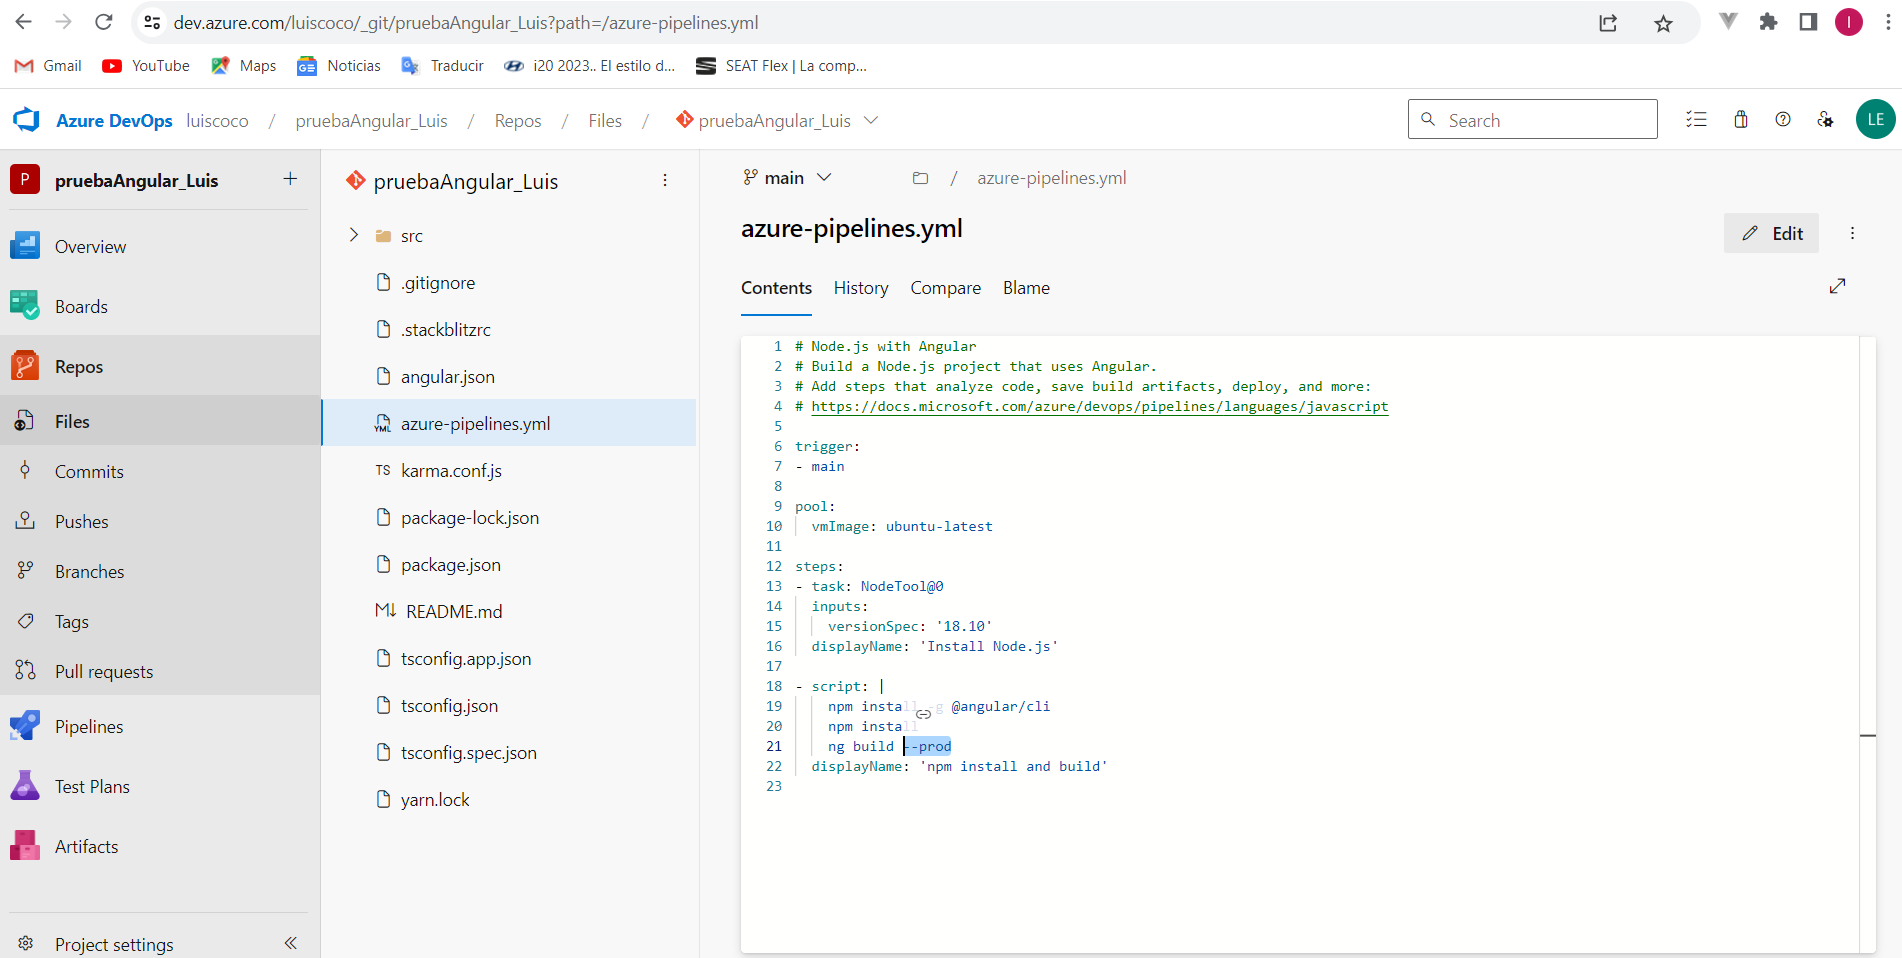 dev.azure.com/luiscoco/_git/pruebaAngular_Luis?path=/azure-pipelines.yml
I
Gmail
YouTube
Maps
Noticias
Traducir
i20 2023.. El estilo d...
SEAT Flex | La comp...
Azure DevOps luiscoco / pruebaAngular_Luis / Repos / Files / pruebaAngular_Luis
Search
LE
P pruebaAngular_Luis +
Overview
Boards
Repos
Files
Commits
Pushes
Branches
Tags
Pull requests
Pipelines
Test Plans
Artifacts
Project settings
pruebaAngular_Luis
src
.gitignore
.stackblitzrc
angular.json
YML azure-pipelines.yml
TS karma.conf.js
package-lock.json
package.json
M↓ README.md
tsconfig.app.json
tsconfig.json
tsconfig.spec.json
yarn.lock
main / azure-pipelines.yml
azure-pipelines.yml
Edit
Contents History Compare Blame
1 # Node.js with Angular
2 # Build a Node.js project that uses Angular.
3 # Add steps that analyze code, save build artifacts, deploy, and more:
4 # https://docs.microsoft.com/azure/devops/pipelines/languages/javascript
5
6 trigger:
7 - main
8
9 pool:
10 vmImage: ubuntu-latest
11
12 steps:
13 - task: NodeTool@0
14 inputs:
15 versionSpec: '18.10'
16 displayName: 'Install Node.js'
17
18 - script: |
19 npm install -g @angular/cli
20 npm install
21 ng build --prod
22 displayName: 'npm install and build'
23